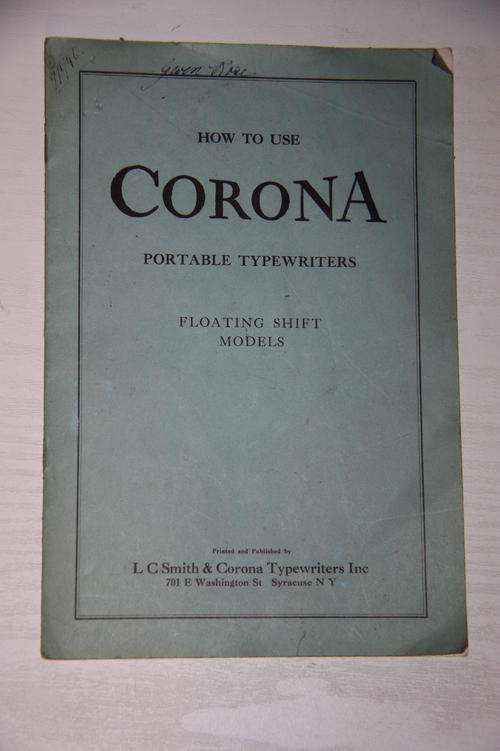 HOW TO USE
CORONA
PORTABLE TYPEWRITERS
FLOATING SHIFT
MODELS
Printed and Published by
L C Smith & Corona Typewriters Inc
701 E Washington St Syracuse N Y